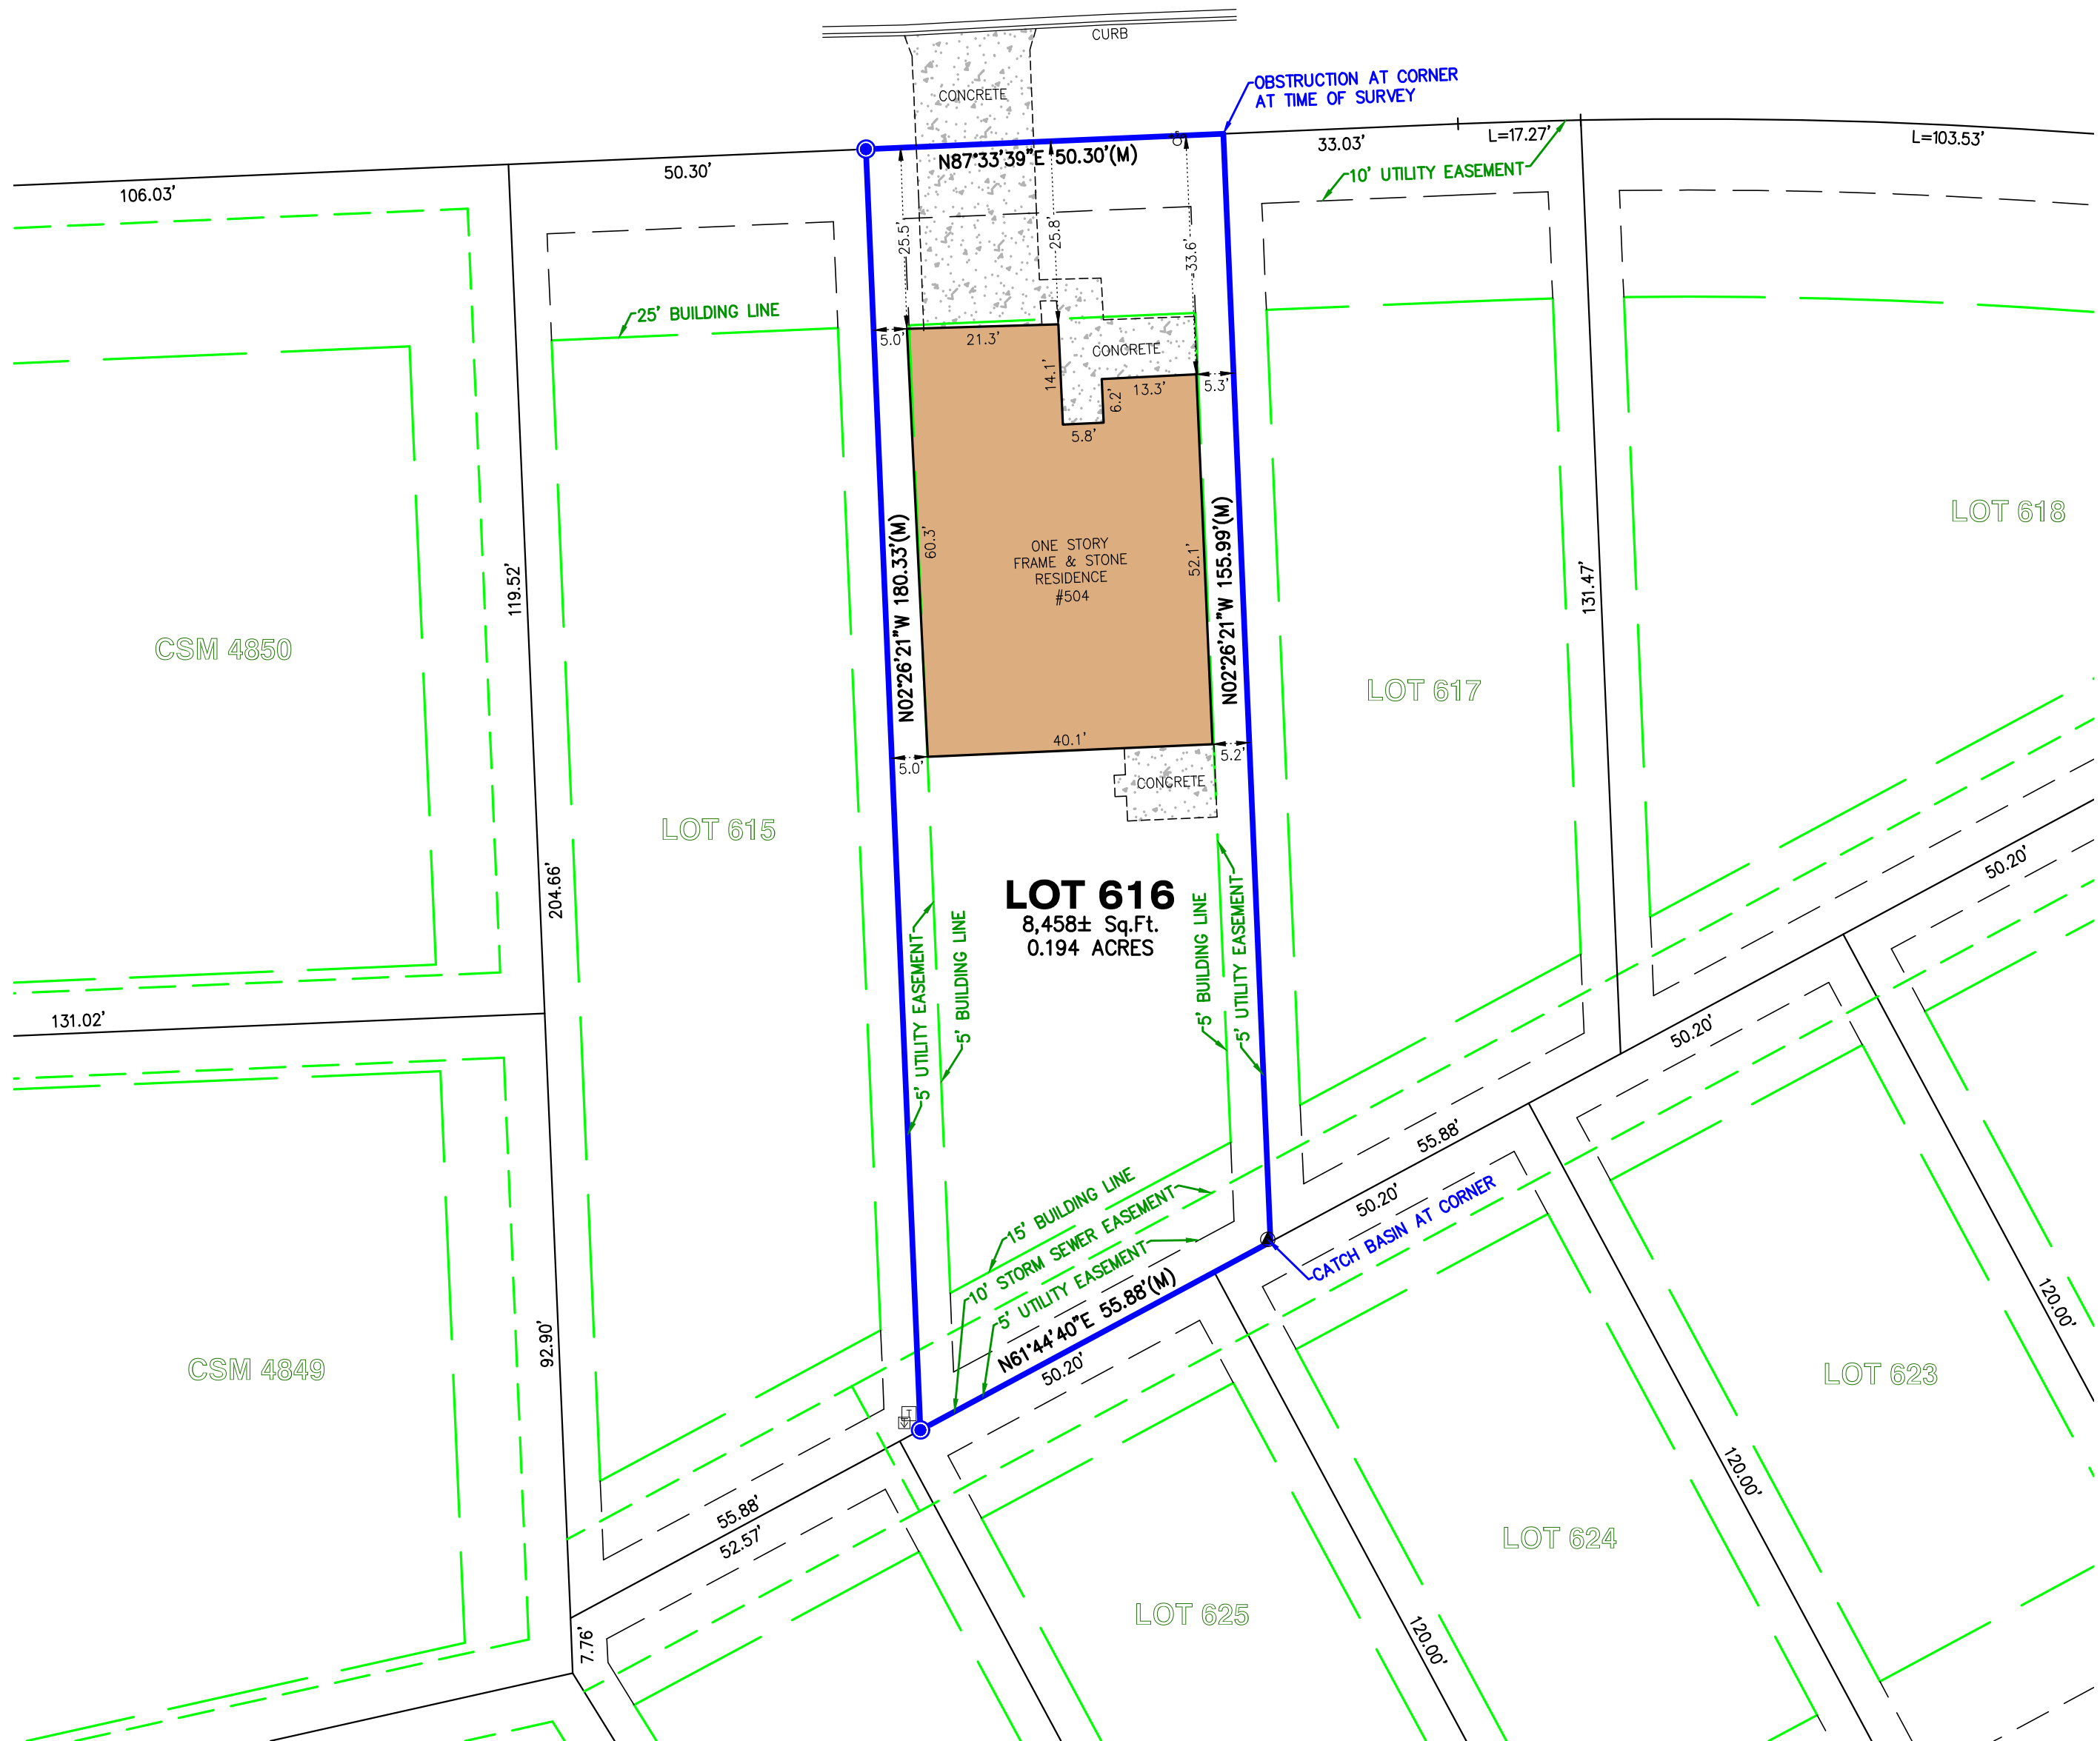 CURB
CONCRETE
OBSTRUCTION AT CORNER
AT TIME OF SURVEY
106.03'
50.30'
N87°33'39"E 50.30'(M)
33.03'
L=17.27'
L=103.53'
10' UTILITY EASEMENT
25.5'
25.8'
33.6'
25' BUILDING LINE
5.0'
21.3'
14.1'
CONCRETE
6.2'
13.3'
5.3'
5.8'
LOT 618
N02°26'21"W 180.33'(M)
60.3'
ONE STORY
FRAME & STONE
RESIDENCE
#504
52.1'
N02°26'21"W 155.99'(M)
119.52'
131.47'
CSM 4850
LOT 617
40.1'
5.0'
5.2'
CONCRETE
LOT 615
204.66'
LOT 616
8,458± Sq.Ft.
0.194 ACRES
5' UTILITY EASEMENT
5' BUILDING LINE
5' BUILDING LINE
5' UTILITY EASEMENT
50.20'
131.02'
50.20'
55.88'
15' BUILDING LINE
10' STORM SEWER EASEMENT
5' UTILITY EASEMENT
50.20'
CATCH BASIN AT CORNER
N61°44'40"E 55.88'(M)
50.20'
92.90'
CSM 4849
120.00'
LOT 623
T
V
55.88'
52.57'
120.00'
LOT 624
LOT 625
7.76'
120.00'